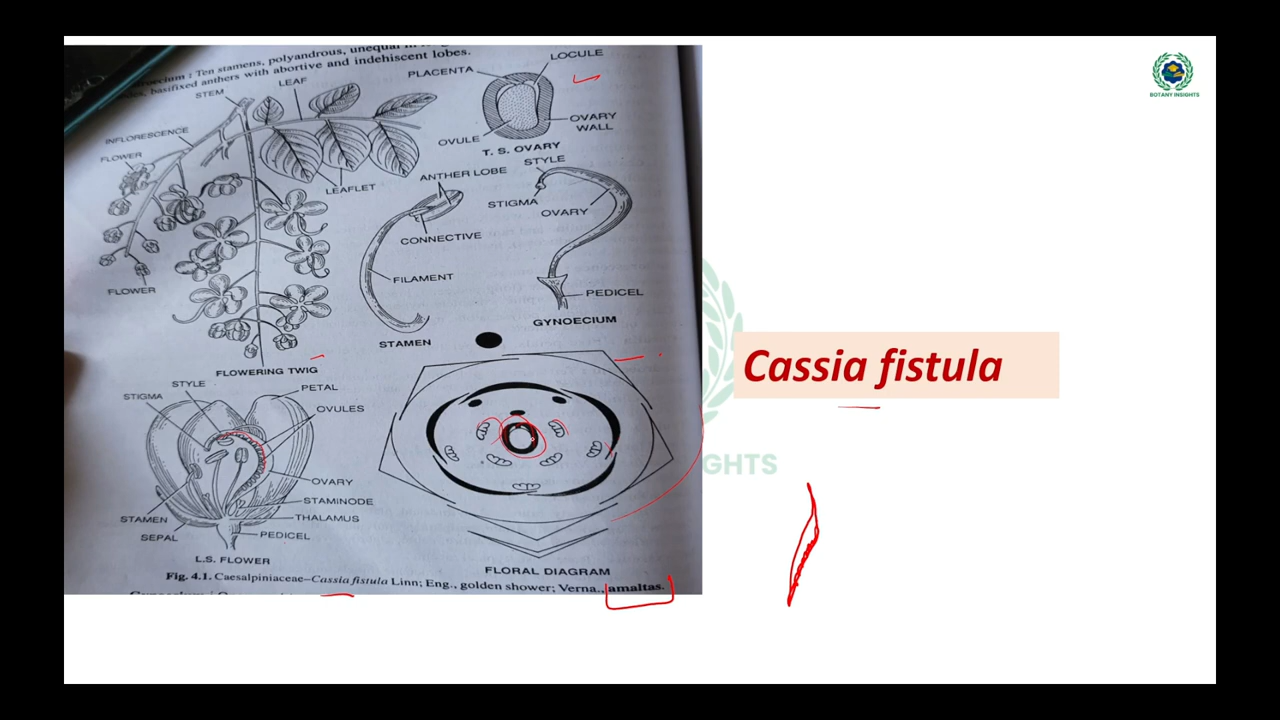 : Ten stamens, polyandrous, unequal in
basifixed anthers with abortive and indehiscent lobes.
LOCULE
PLACENTA
LEAF
STEM
INFLORESCENCE
FLOWER
OVARY
WALL
OVULE
T. S. OVARY
STYLE
ANTHER LOBE
LEAFLET
STIGMA
OVARY
CONNECTIVE
FILAMENT
FLOWER
PEDICEL
GYNOECIUM
STAMEN
FLOWERING TWIG
STYLE
PETAL
STIGMA
OVULES
OVARY
STAMINODE
STAMEN
THALAMUS
SEPAL
PEDICEL
L.S. FLOWER
FLORAL DIAGRAM
Fig. 4.1. Caesalpiniaceae–Cassia fistula Linn; Eng., golden shower; Verna., amaltas.
BOTANY INSIGHTS
Cassia fistula
GHTS